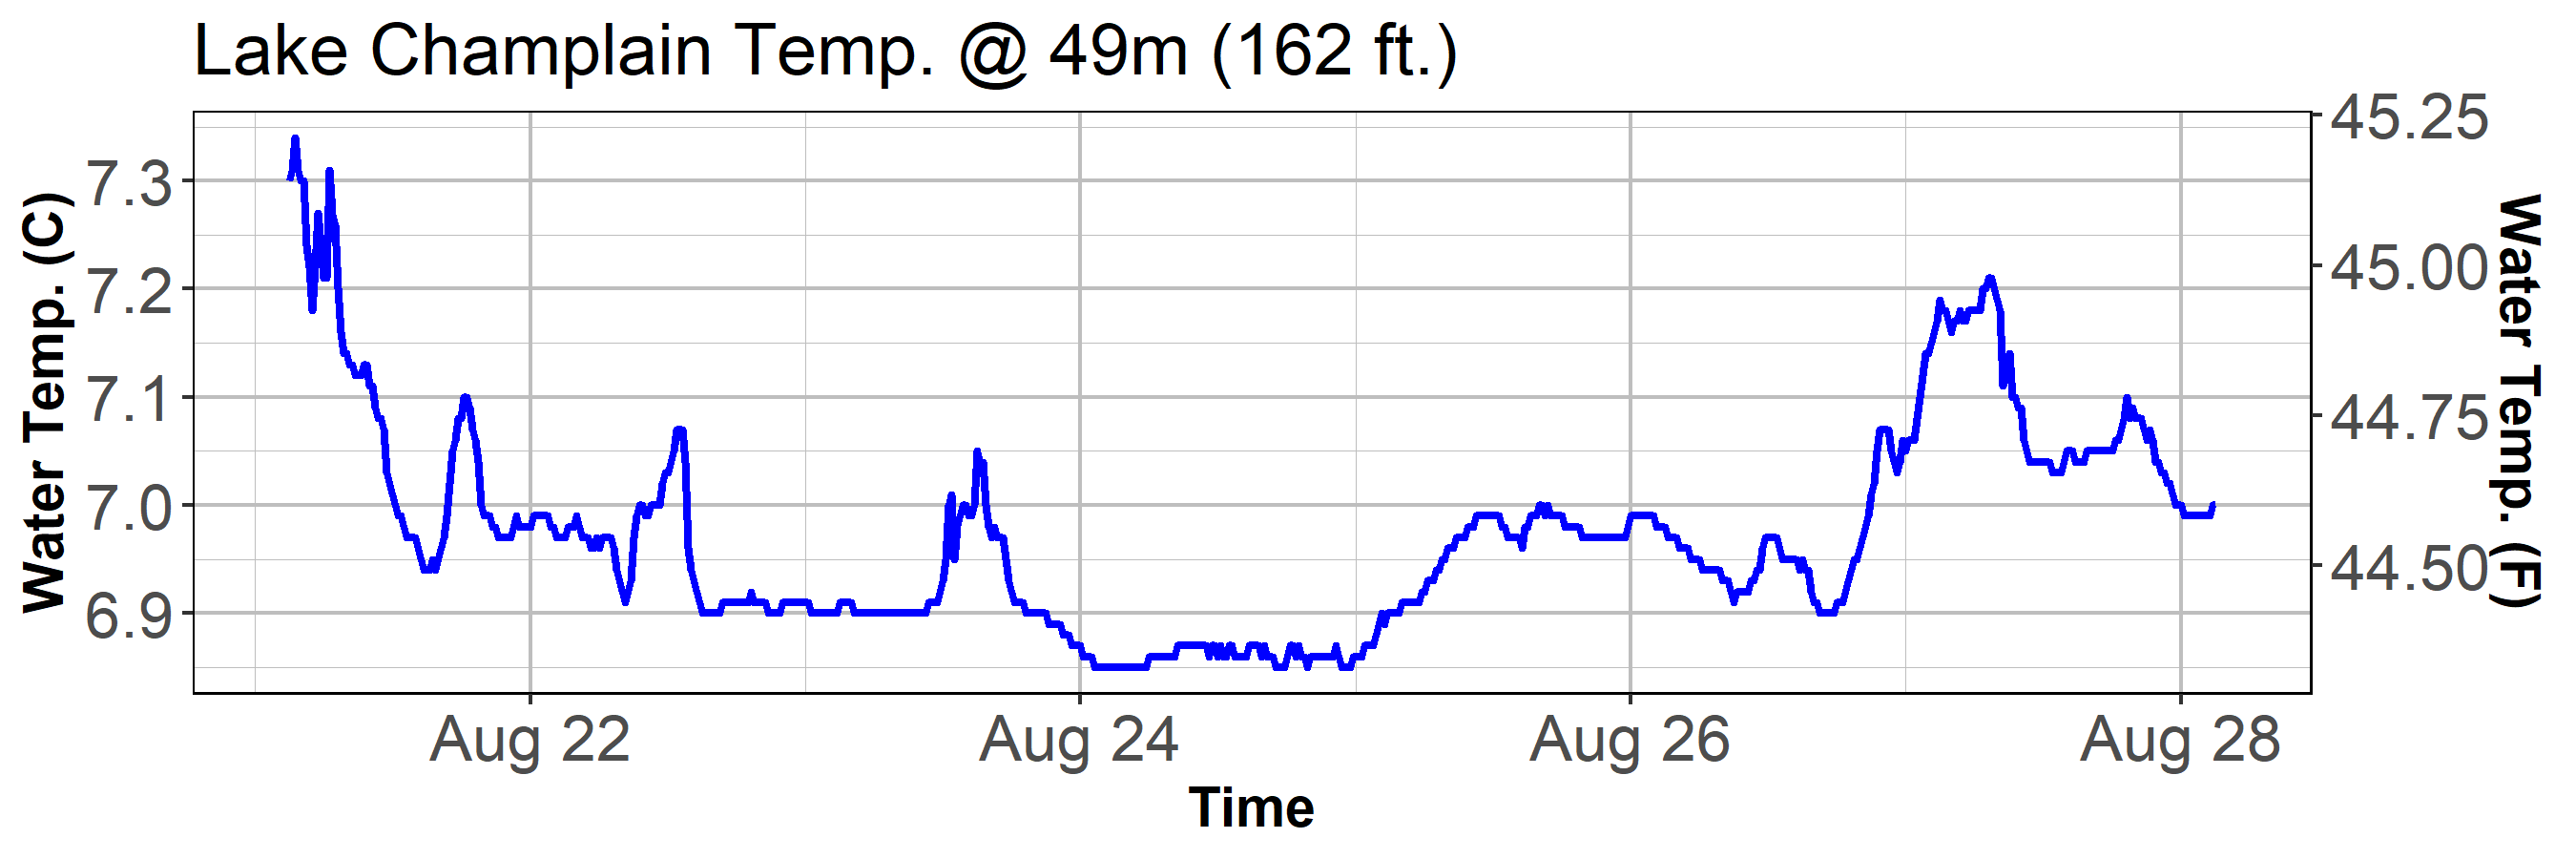 Lake Champlain Temp. @ 49m (162 ft.)
Water Temp. (C)
7.3
7.2
7.1
7.0
6.9
45.25
45.00
44.75
44.50
Water Temp. (F)
Aug 22
Aug 24
Aug 26
Aug 28
Time